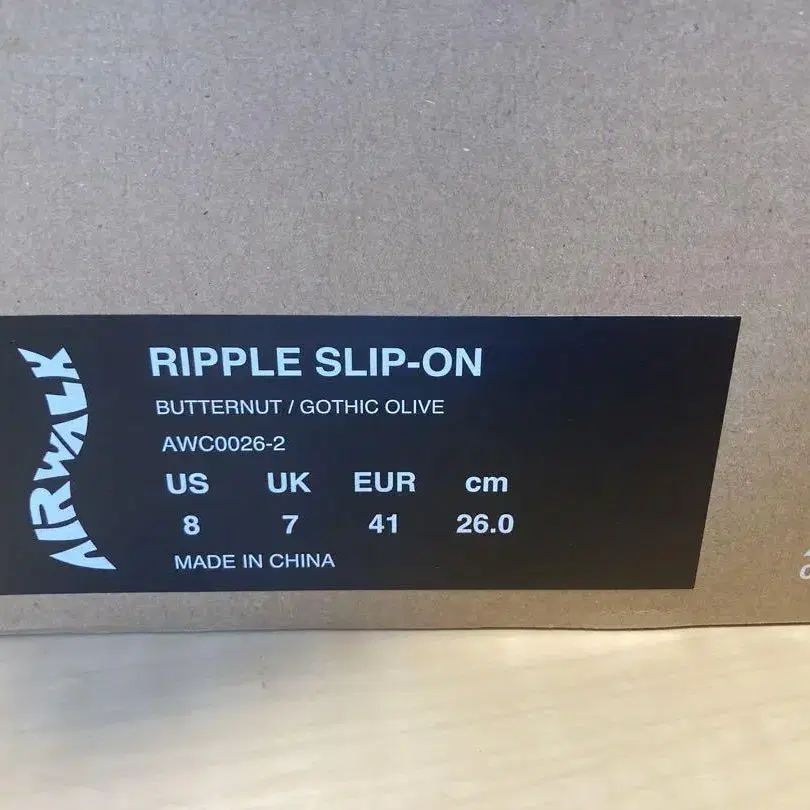 AIRWALK
RIPPLE SLIP-ON
BUTTERNUT / GOTHIC OLIVE
AWC0026-2
US UK EUR cm
8 7 41 26.0
MADE IN CHINA